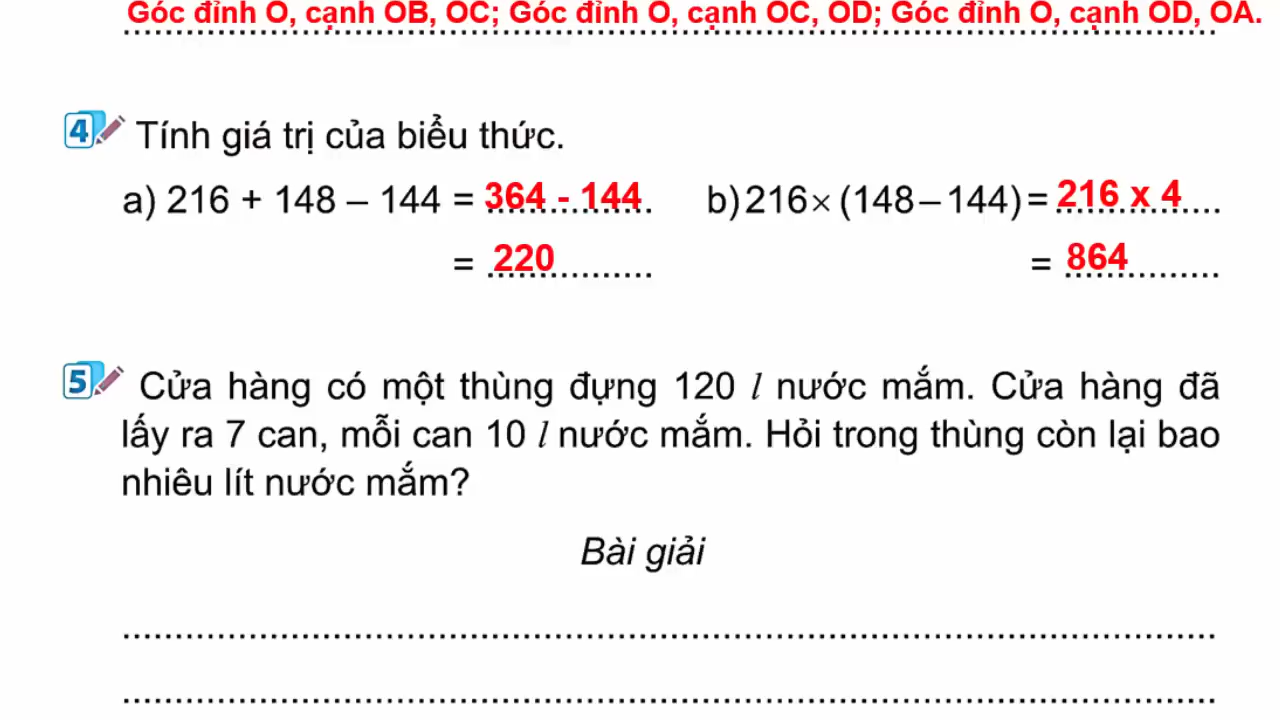 Góc đỉnh O, cạnh OB, OC; Góc đỉnh O, cạnh OC, OD; Góc đỉnh O, cạnh OD, OA.
4 Tính giá trị của biểu thức.
a) 216 + 148 – 144 = 364 - 144 b) 216 × (148 – 144) = 216 x 4
= 220 = 864
5 Cửa hàng có một thùng đựng 120 l nước mắm. Cửa hàng đã
lấy ra 7 can, mỗi can 10 l nước mắm. Hỏi trong thùng còn lại bao
nhiêu lít nước mắm?
Bài giải